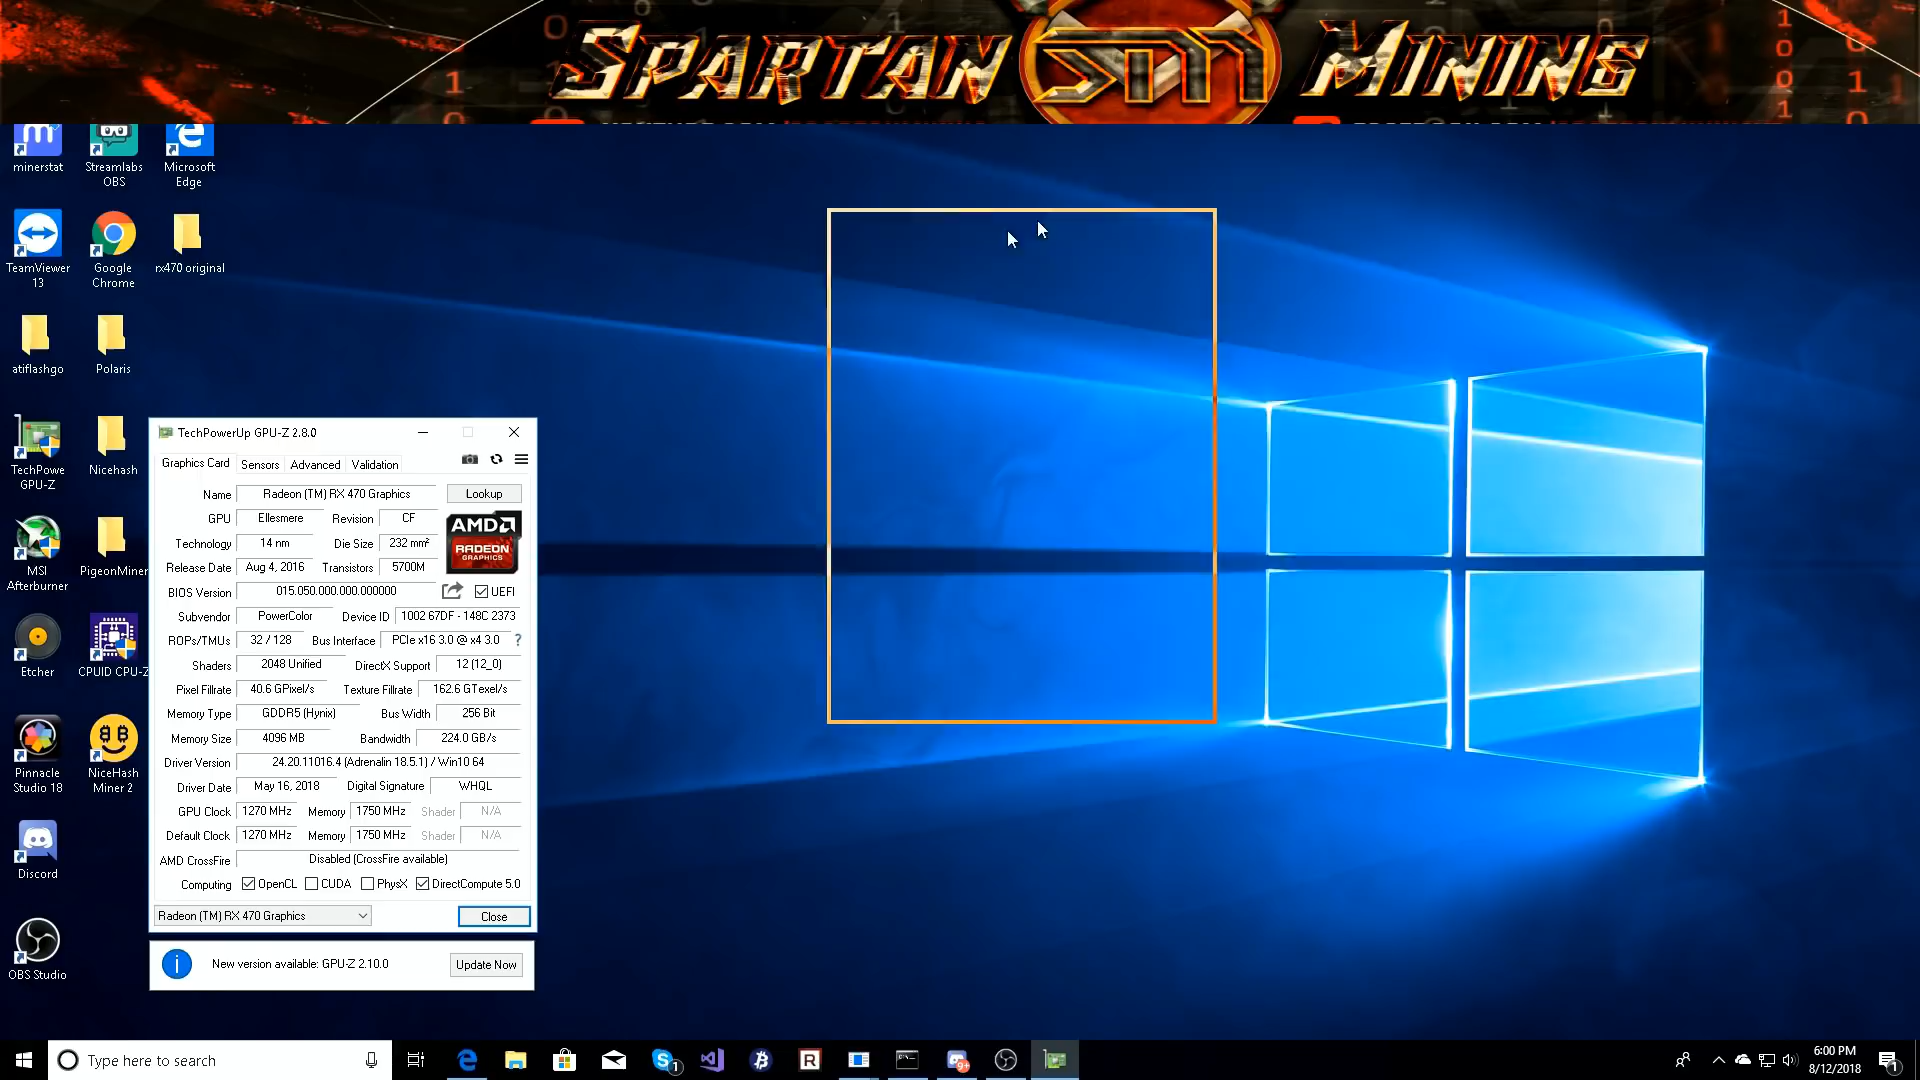 SPARTAN SM MINING
minerstat
Streamlabs OBS
Microsoft Edge
TeamViewer 13
Google Chrome
rx470 original
atiflashgo
Polaris
TechPowe GPU-Z
Nicehash
MSI Afterburner
PigeonMiner
Etcher
CPUID CPU-Z
Pinnacle Studio 18
NiceHash Miner 2
Discord
OBS Studio
TechPowerUp GPU-Z 2.8.0
Graphics Card Sensors Advanced Validation
Name Radeon (TM) RX 470 Graphics Lookup
GPU Ellesmere Revision CF
AMD RADEON GRAPHICS
Technology 14 nm Die Size 232 mm²
Release Date Aug 4, 2016 Transistors 5700M
BIOS Version 015.050.000.000.000000 UEFI
Subvendor PowerColor Device ID 1002 67DF - 148C 2373
ROPs/TMUs 32 / 128 Bus Interface PCIe x16 3.0 @ x4 3.0 ?
Shaders 2048 Unified DirectX Support 12 (12_0)
Pixel Fillrate 40.6 GPixel/s Texture Fillrate 162.6 GTexel/s
Memory Type GDDR5 (Hynix) Bus Width 256 Bit
Memory Size 4096 MB Bandwidth 224.0 GB/s
Driver Version 24.20.11016.4 (Adrenalin 18.5.1) / Win10 64
Driver Date May 16, 2018 Digital Signature WHQL
GPU Clock 1270 MHz Memory 1750 MHz Shader N/A
Default Clock 1270 MHz Memory 1750 MHz Shader N/A
AMD CrossFire Disabled (CrossFire available)
Computing OpenCL CUDA PhysX DirectCompute 5.0
Radeon (TM) RX 470 Graphics Close
New version available: GPU-Z 2.10.0 Update Now
Type here to search
6:00 PM
8/12/2018